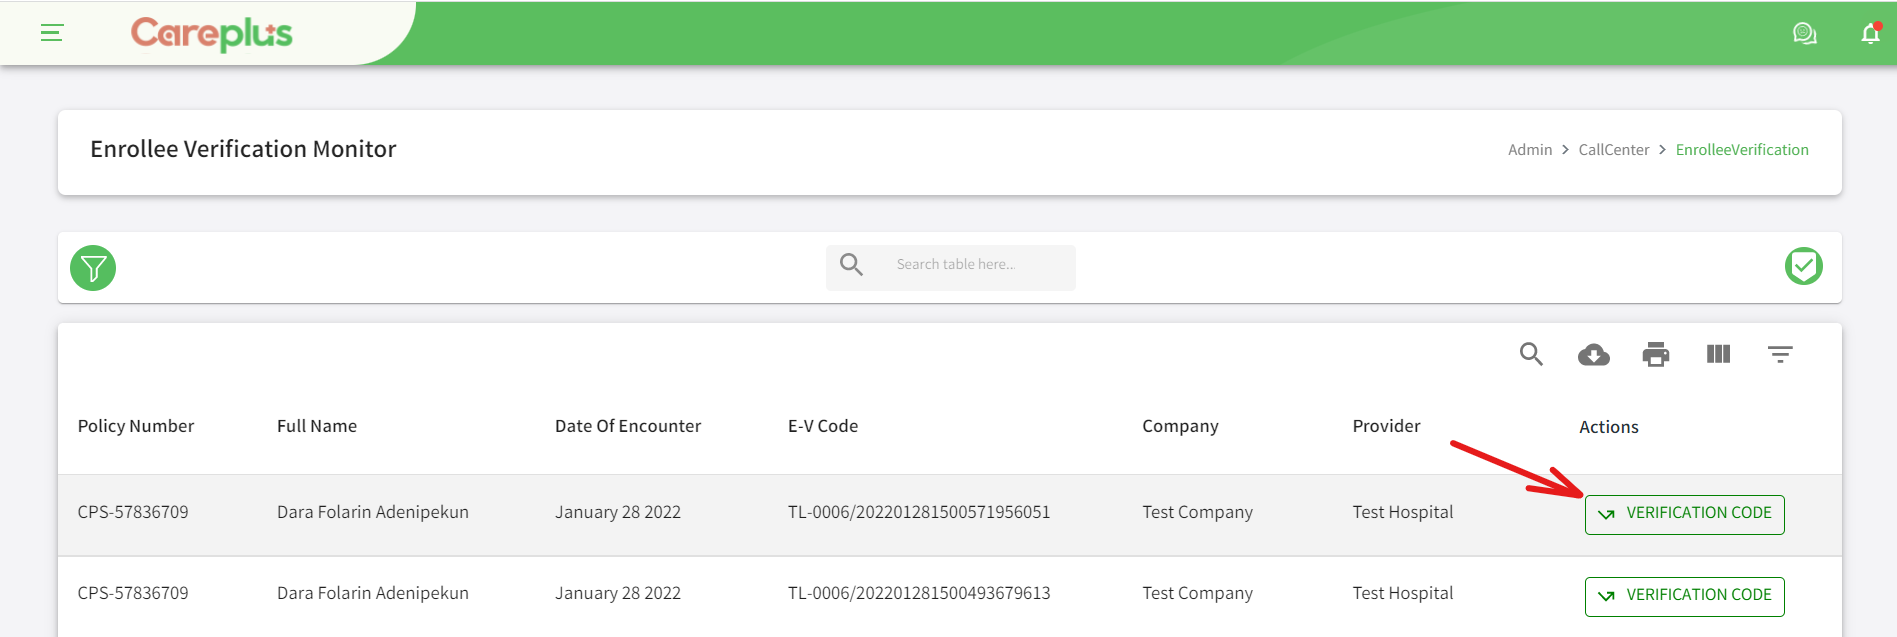 Careplus
Enrollee Verification Monitor
Admin > CallCenter > EnrolleeVerification
Search table here...
Policy Number Full Name Date Of Encounter E-V Code Company Provider Actions
CPS-57836709 Dara Folarin Adenipekun January 28 2022 TL-0006/202201281500571956051 Test Company Test Hospital VERIFICATION CODE
CPS-57836709 Dara Folarin Adenipekun January 28 2022 TL-0006/202201281500493679613 Test Company Test Hospital VERIFICATION CODE